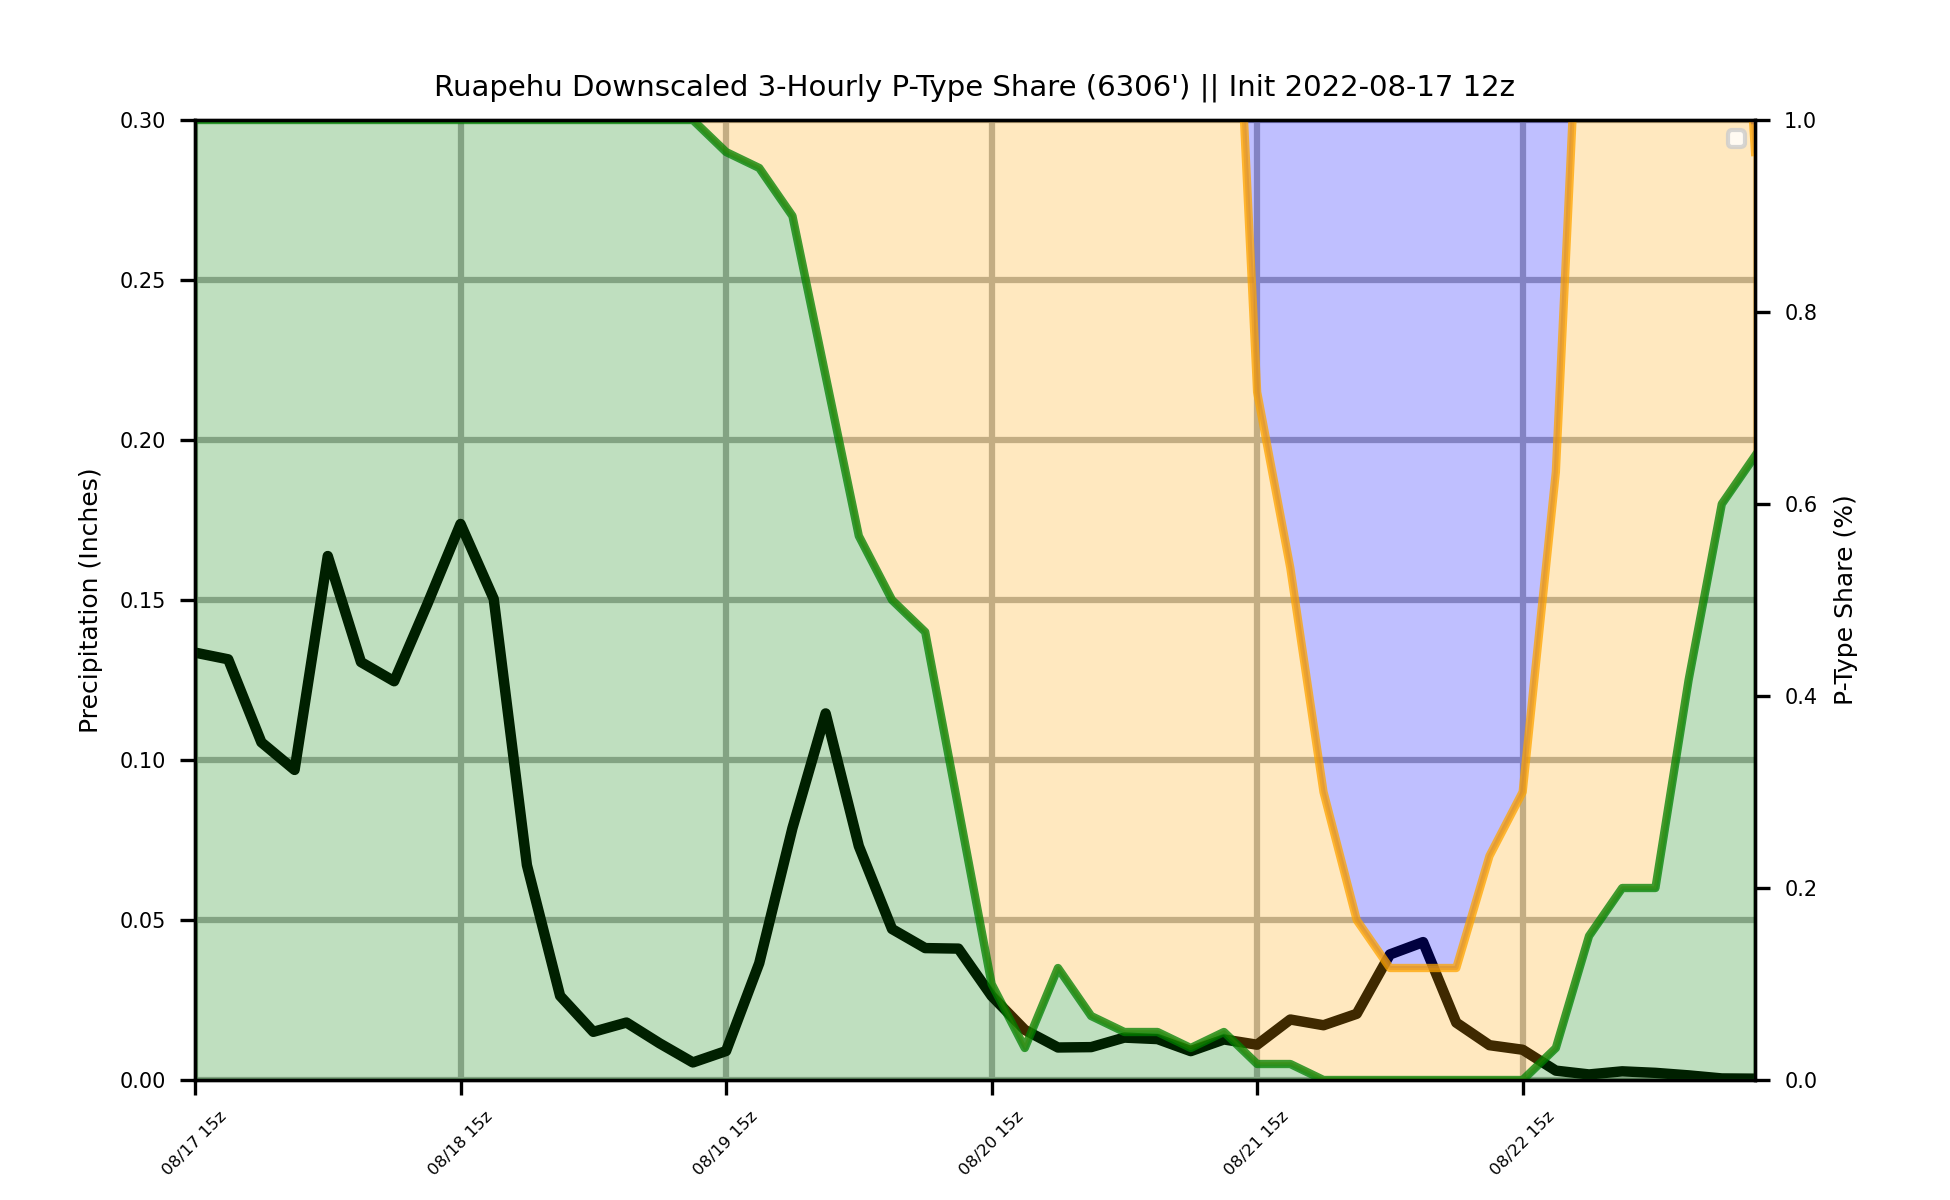 Ruapehu Downscaled 3-Hourly P-Type Share (6306') || Init 2022-08-17 12z
0.30
0.25
0.20
0.15
0.10
0.05
0.00
Precipitation (Inches)
1.0
0.8
0.6
0.4
0.2
0.0
P-Type Share (%)
08/17 15z
08/18 15z
08/19 15z
08/20 15z
08/21 15z
08/22 15z